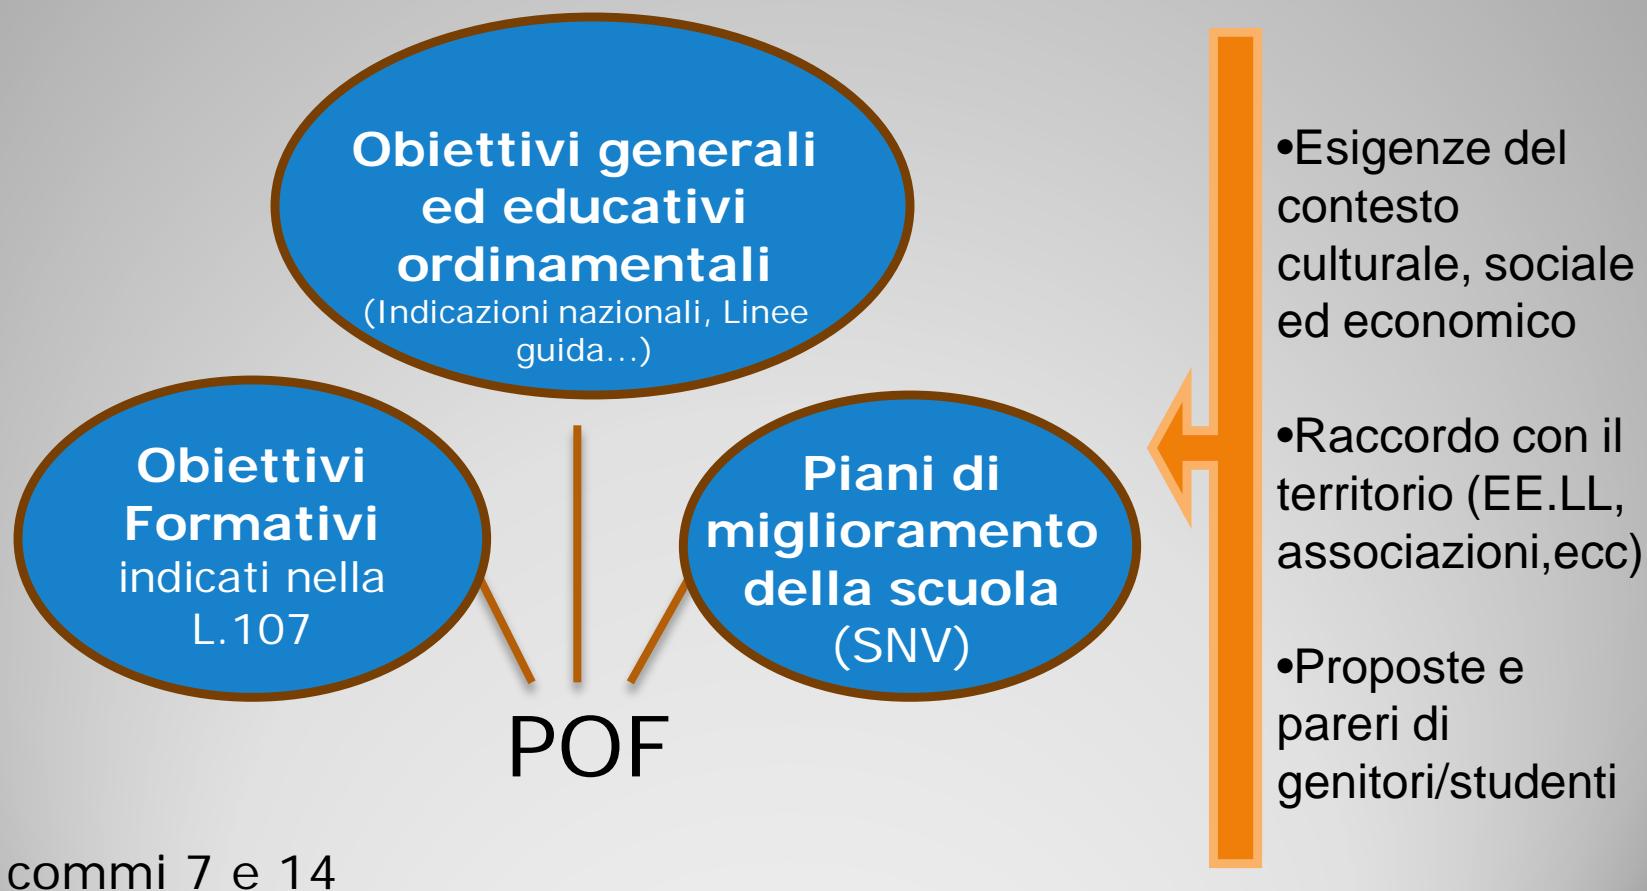 Obiettivi generali
ed educativi
ordinamentali
(Indicazioni nazionali, Linee
guida...)
Obiettivi
Formativi
indicati nella
L.107
Piani di
miglioramento
della scuola
(SNV)
POF
commi 7 e 14
•Esigenze del
contesto
culturale, sociale
ed economico
•Raccordo con il
territorio (EE.LL,
associazioni,ecc)
•Proposte e
pareri di
genitori/studenti